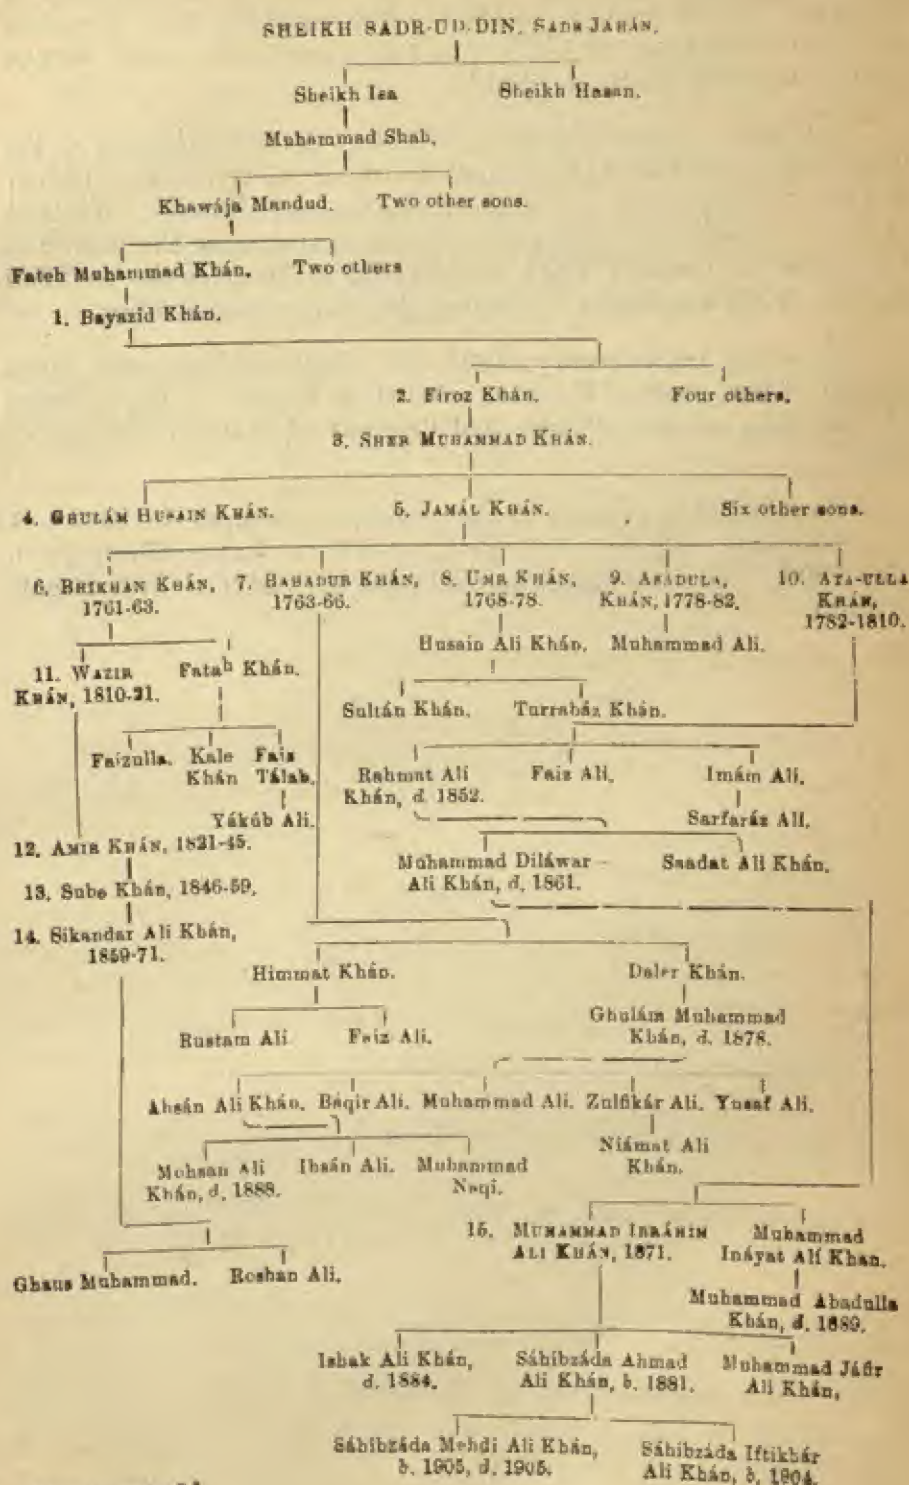 SHEIKH SADR-UD-DIN, SADR JAHÁN.
Sheikh Isa Sheikh Hasan.
Muhammad Shah.
Khawája Mandud. Two other sons.
Fateh Muhammad Khán. Two others
1. Bayazid Khán.
2. Firoz Khán. Four others.
3. SHER MUHAMMAD KHÁN.
4. GHULÁM HUSAIN KHÁN. 5. JAMÁL KHÁN. Six other sons.
6. BHIKHAN KHÁN, 7. BAHADUR KHÁN, 8. UMR KHÁN, 9. ASADULA, 10. ATA-ULLA
1761-63. 1763-66. 1768-78. KHÁN, 1778-82. KHÁN,
1782-1810.
Husain Ali Khán. Muhammad Ali.
11. WAZIR Fatah Khán.
KHÁN, 1810-21.
Sultán Khán. Turrabáz Khán.
Faizulla. Kale Faiz
Khán Tálab.
Rahmat Ali Faiz Ali. Imám Ali.
Khán, d. 1852.
Yákúb Ali. Sarfaráz Ali.
12. AMIR KHÁN, 1821-45.
Muhammad Diláwar Saadat Ali Khán.
Ali Khán, d. 1861.
13. Sube Khán, 1846-59.
14. Sikandar Ali Khán,
1859-71.
Himmat Khán. Daler Khán.
Rustam Ali Faiz Ali. Ghulám Muhammad
Khán, d. 1878.
Ahsán Ali Khán. Báqir Ali. Muhammad Ali. Zulfikár Ali. Yusaf Ali.
Mohsan Ali Ihsán Ali. Muhammad Niámat Ali
Khán, d. 1888. Naqi. Khán.
15. MUHAMMAD IBRÁHIM Muhammad
ALI KHÁN, 1871. Ináyat Alí Khan.
Ghaus Muhammad. Roshan Ali.
Muhammad Abadulla
Khán, d. 1889.
Ishak Ali Khán, Sáhibzáda Ahmad Muhammad Jáfir
d. 1884. Ali Khán, b. 1881. Ali Khán,
Sáhibzáda Mehdi Ali Khán, Sáhibzáda Iftikhár
b. 1905, d. 1905. Ali Khán, b. 1904.